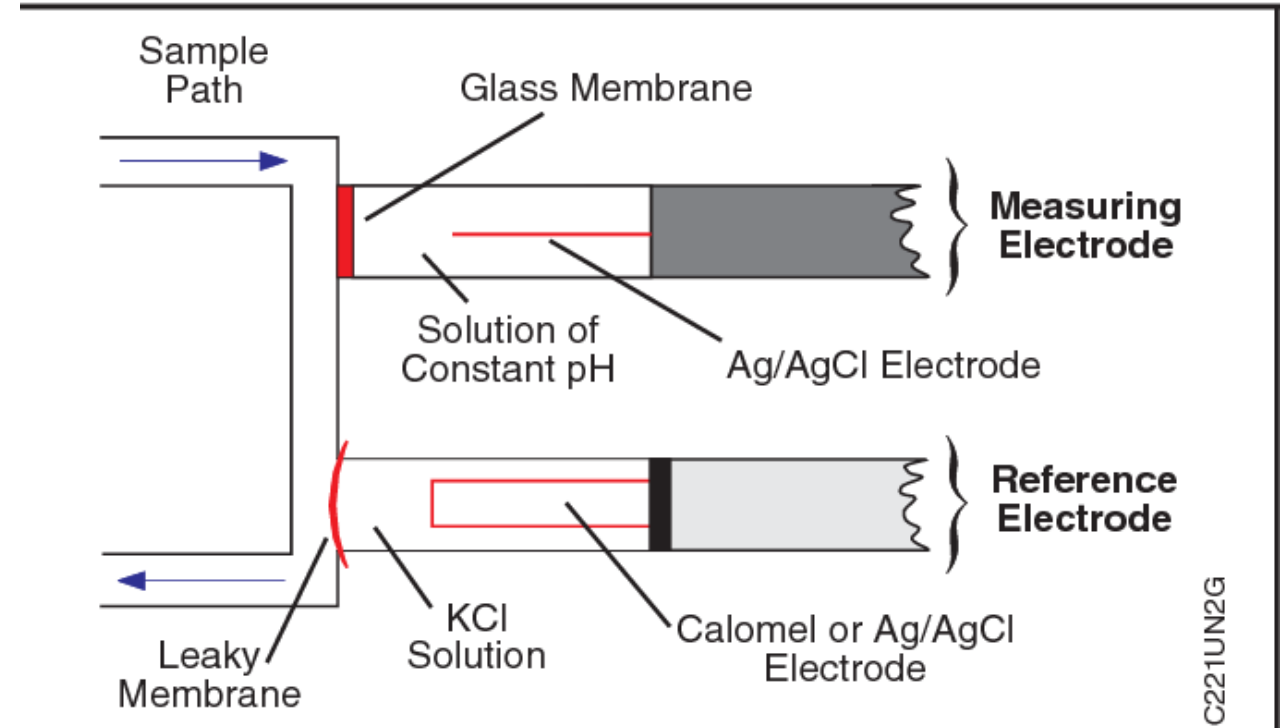 Sample
Path
Glass Membrane
Measuring
Electrode
Solution of
Constant pH
Ag/AgCl Electrode
Reference
Electrode
KCl
Solution
Calomel or Ag/AgCl
Electrode
Leaky
Membrane
C221UN2G